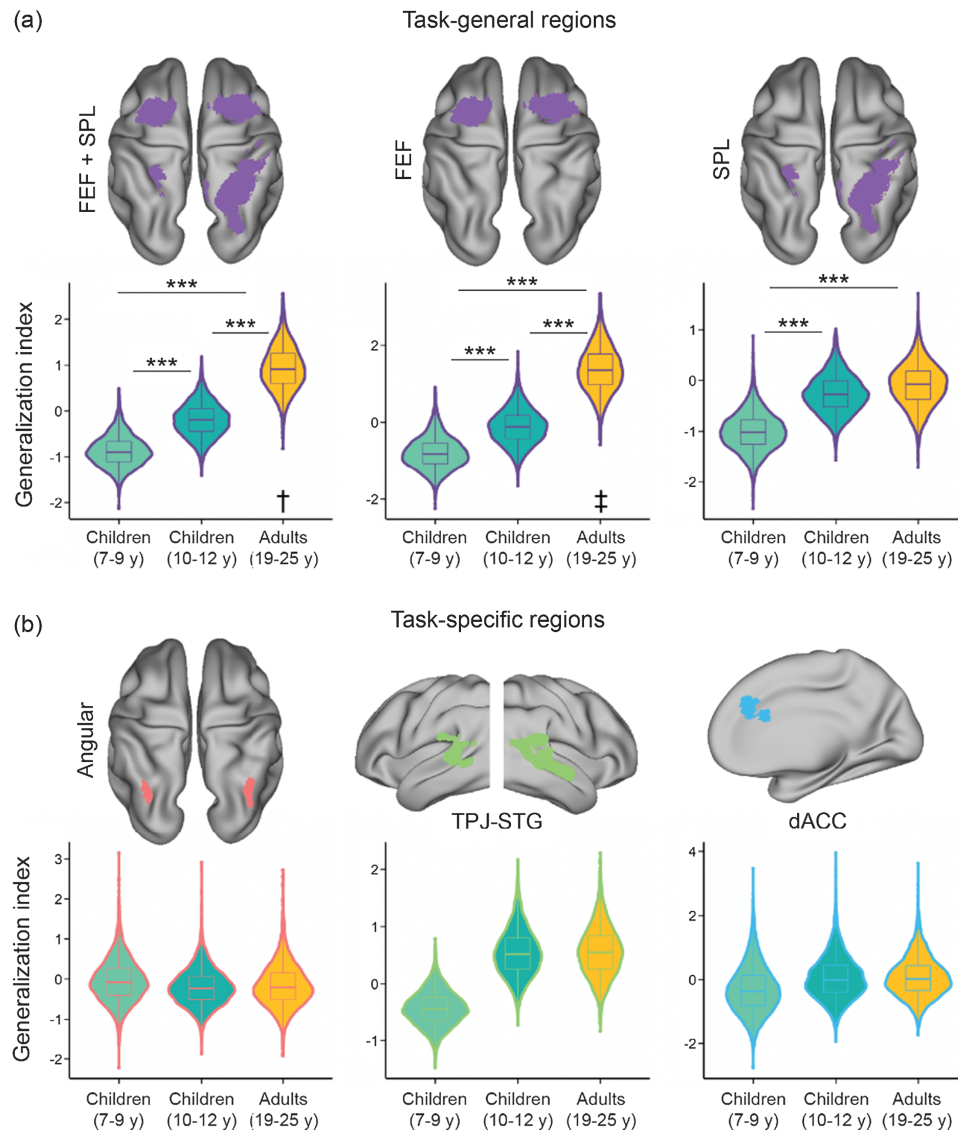 (a)
Task-general regions
FEF + SPL
FEF
SPL
Generalization index
***
***
***
2
1
0
-1
-2
†
Children
(7-9 y)
Children
(10-12 y)
Adults
(19-25 y)
***
***
***
2
0
-2
‡
Children
(7-9 y)
Children
(10-12 y)
Adults
(19-25 y)
***
***
1
0
-1
-2
Children
(7-9 y)
Children
(10-12 y)
Adults
(19-25 y)
(b)
Task-specific regions
Angular
TPJ-STG
dACC
Generalization index
3
2
1
0
-1
-2
Children
(7-9 y)
Children
(10-12 y)
Adults
(19-25 y)
2
1
0
-1
Children
(7-9 y)
Children
(10-12 y)
Adults
(19-25 y)
4
2
0
-2
Children
(7-9 y)
Children
(10-12 y)
Adults
(19-25 y)